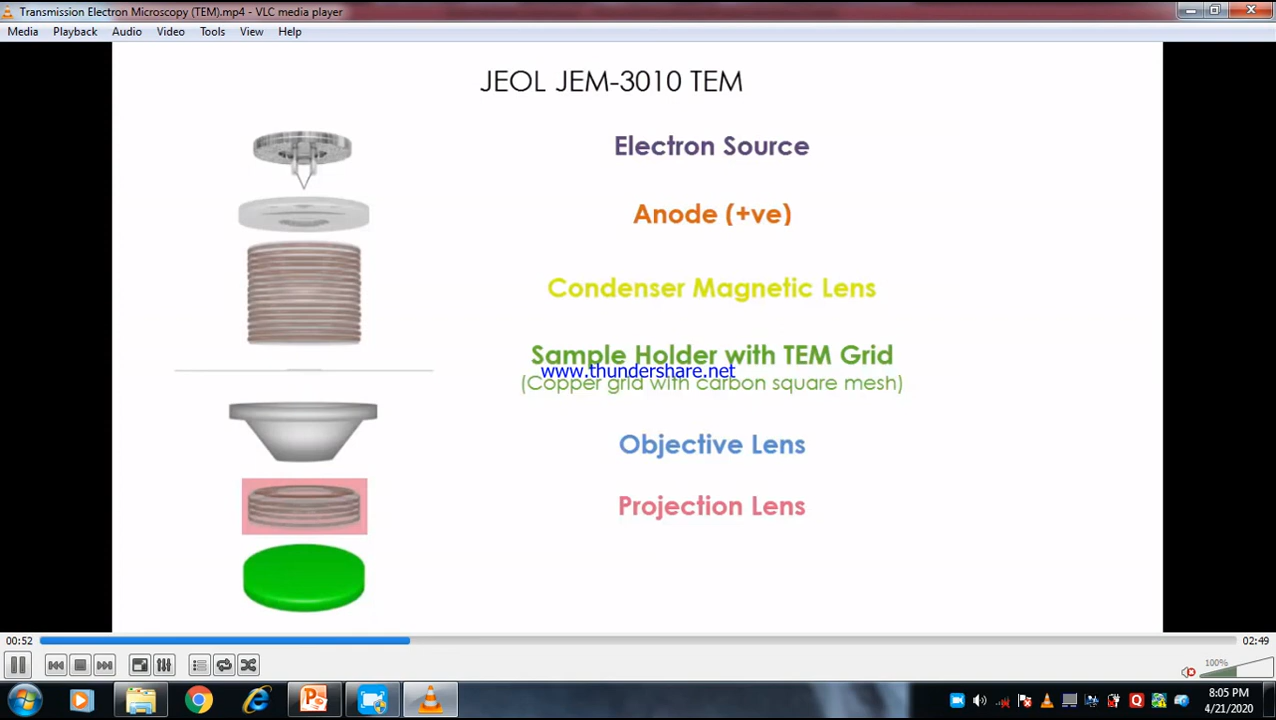 Transmission Electron Microscopy (TEM).mp4 - VLC media player
Media Playback Audio Video Tools View Help
JEOL JEM-3010 TEM
Electron Source
Anode (+ve)
Condenser Magnetic Lens
Sample Holder with TEM Grid
www.thundershare.net
(Copper grid with carbon square mesh)
Objective Lens
Projection Lens
00:52 02:49
100%
8:05 PM
4/21/2020